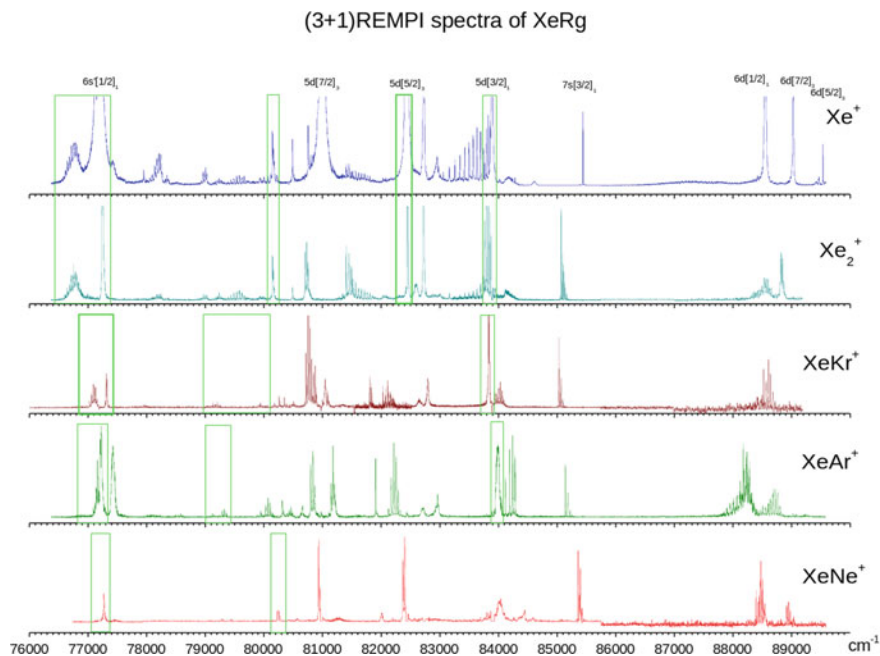 (3+1)REMPI spectra of XeRg
6s'[1/2]₁ 5d[7/2]₃ 5d[5/2]₃ 5d[3/2]₁ 7s[3/2]₁ 6d[1/2]₁ 6d[7/2]₃
6d[5/2]₃
Xe⁺
Xe₂⁺
XeKr⁺
XeAr⁺
XeNe⁺
76000 77000 78000 79000 80000 81000 82000 83000 84000 85000 86000 87000 88000 89000 cm⁻¹